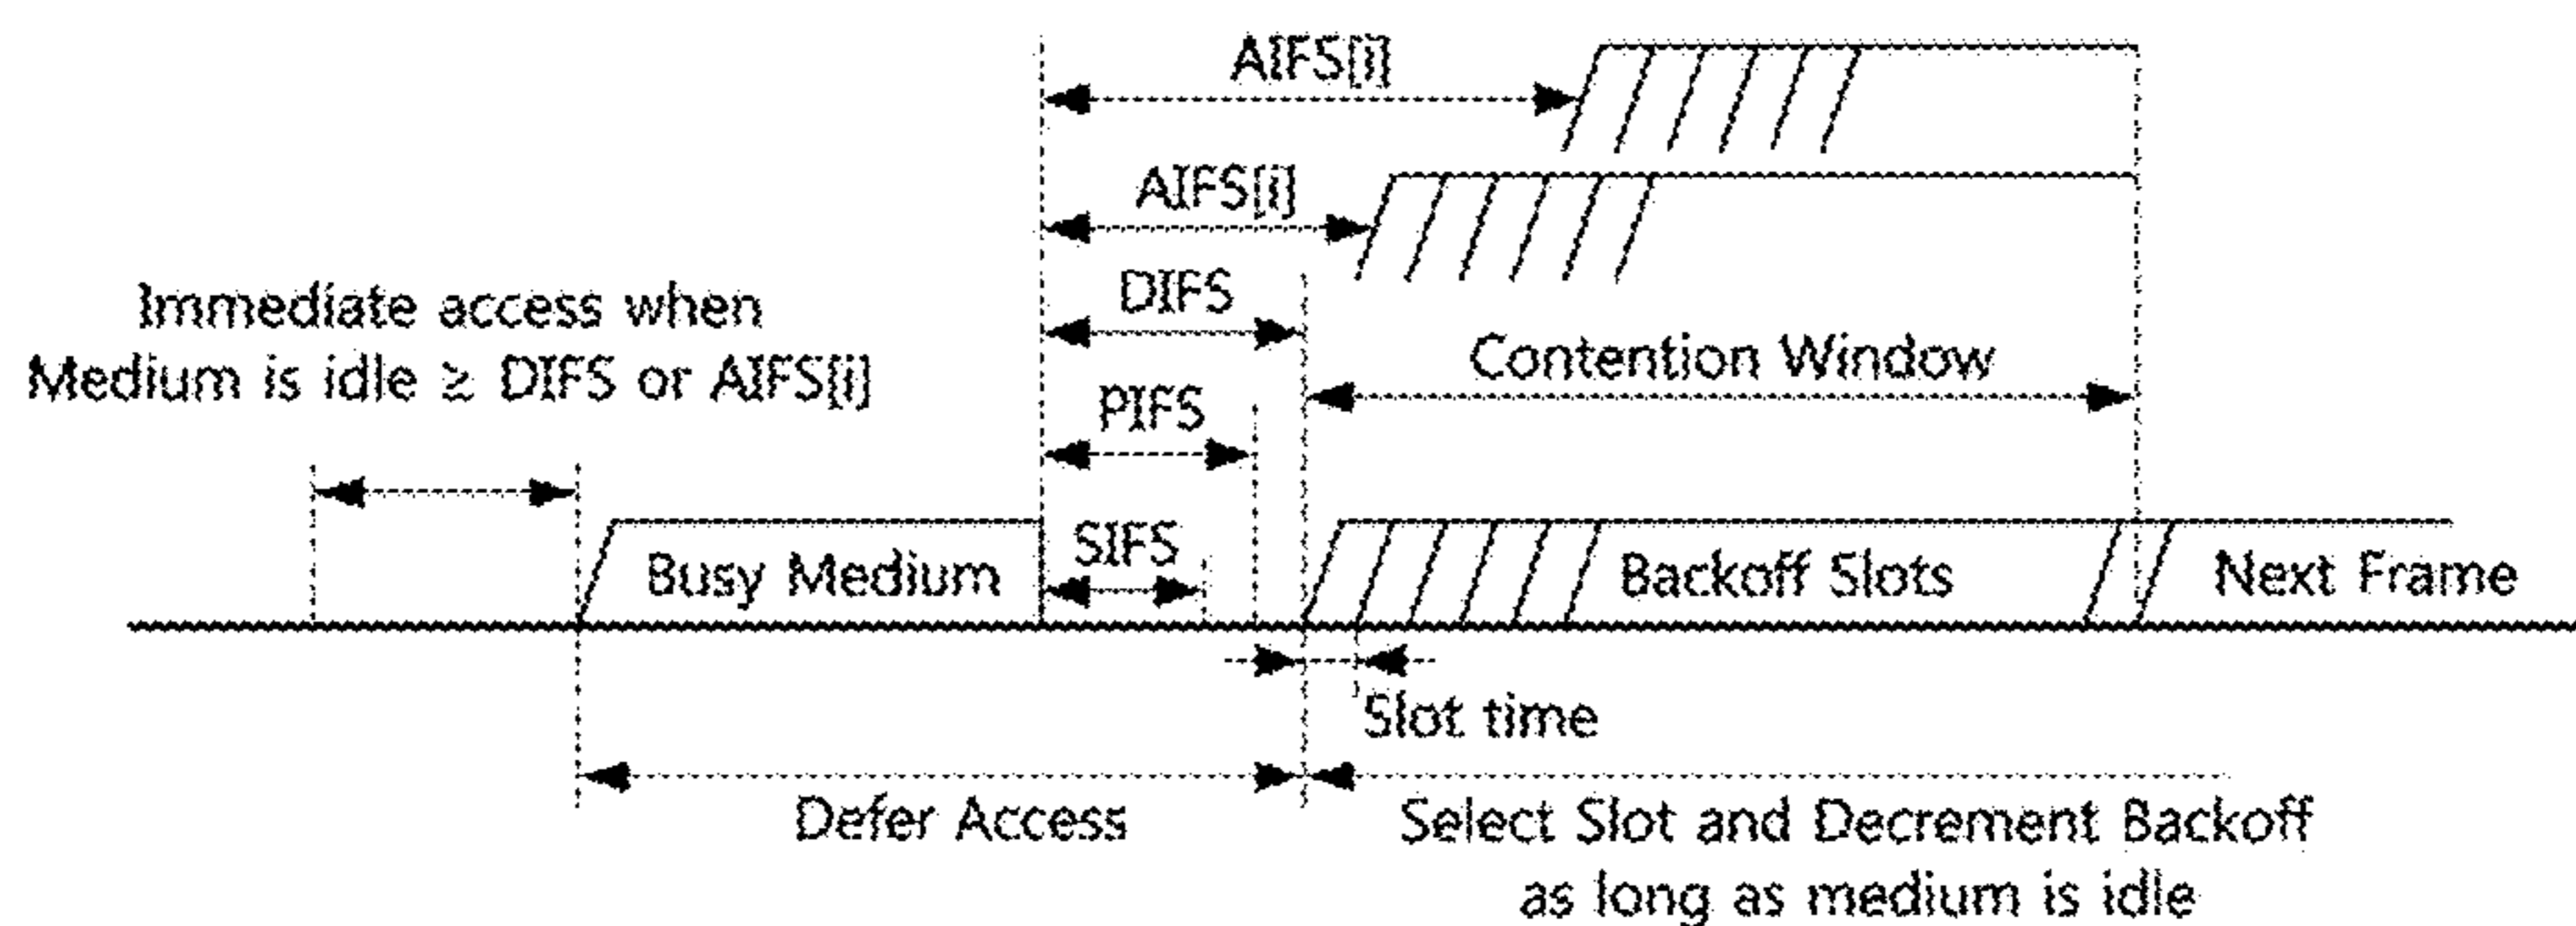 AIFS[i]
AIFS[i]
DIFS
Immediate access when
Medium is idle ≥ DIFS or AIFS[i]
Contention Window
PIFS
SIFS
Busy Medium
Backoff Slots
Next Frame
Slot time
Defer Access
Select Slot and Decrement Backoff
as long as medium is idle